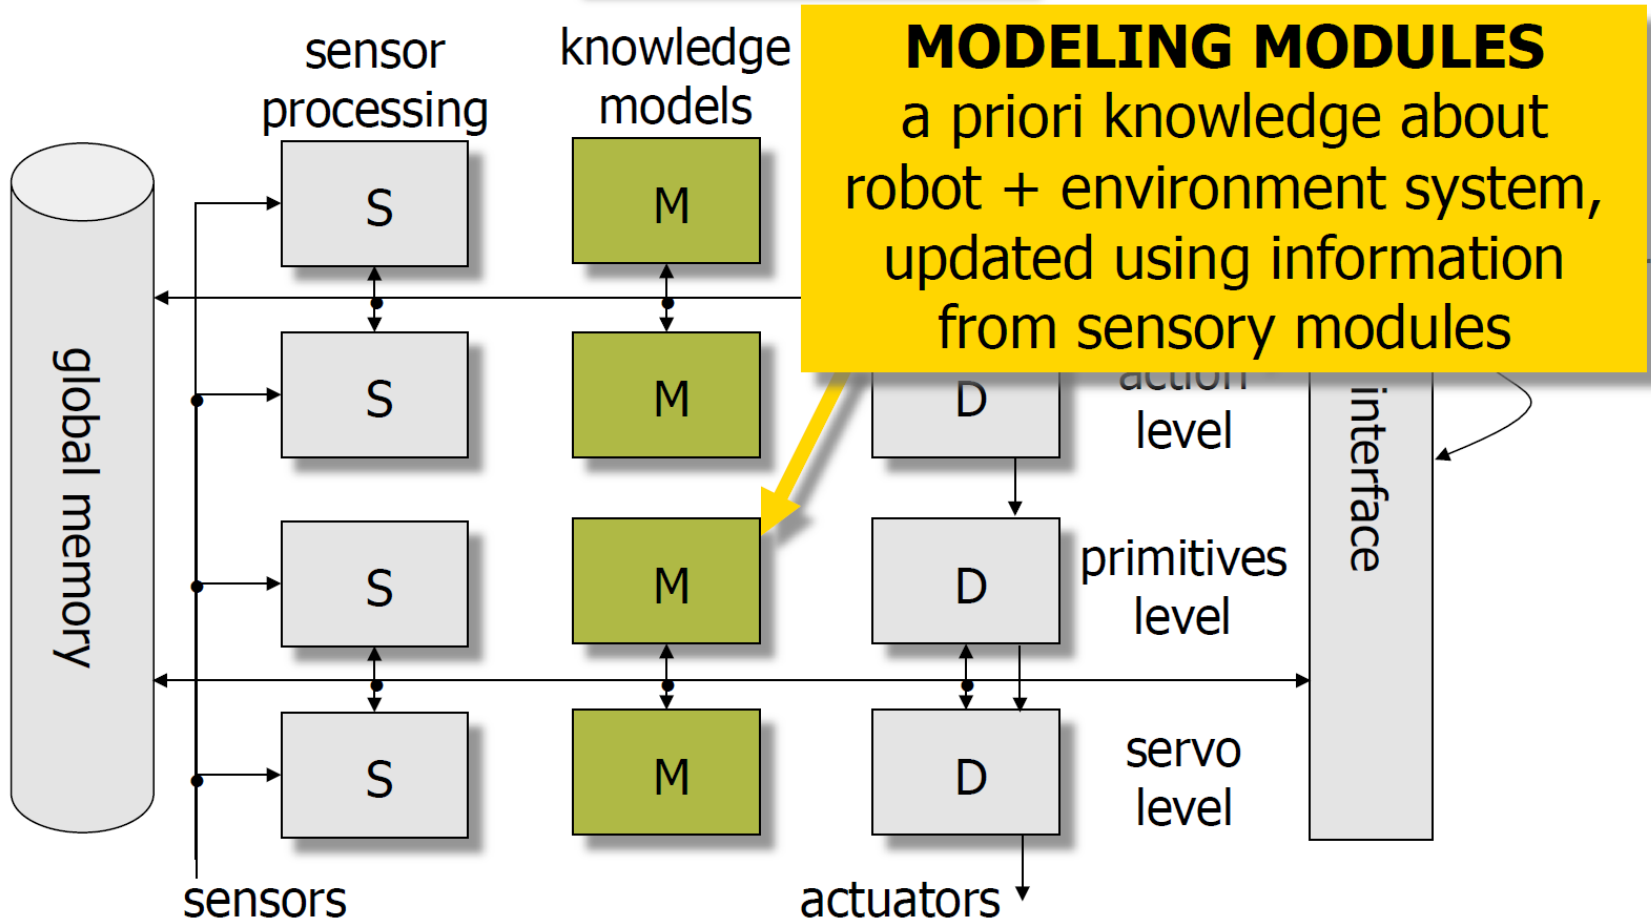 sensor
processing
knowledge
models
MODELING MODULES
a priori knowledge about
robot + environment system,
updated using information
from sensory modules
global memory
S
M
S
M
D
action
level
interface
S
M
D
primitives
level
S
M
D
servo
level
sensors
actuators